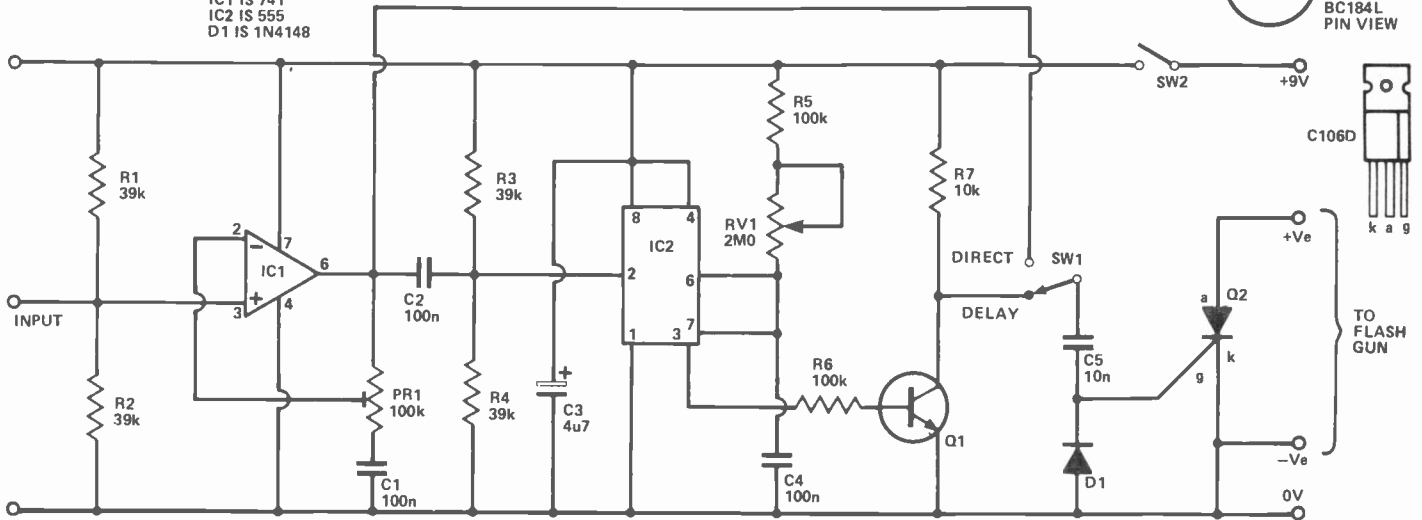 IC1 IS 741
IC2 IS 555
D1 IS 1N4148
BC184L
PIN VIEW
SW2
+9V
C106D
k a g
R1
39k
R2
39k
INPUT
2
3
7
6
4
IC1
C2
100n
PR1
100k
C1
100n
R3
39k
R4
39k
C3
4u7
+
8
4
IC2
2
6
7
3
1
R5
100k
RV1
2M0
R6
100k
C4
100n
R7
10k
Q1
DIRECT
SW1
DELAY
C5
10n
D1
a
Q2
k
g
+Ve
TO
FLASH
GUN
−Ve
0V